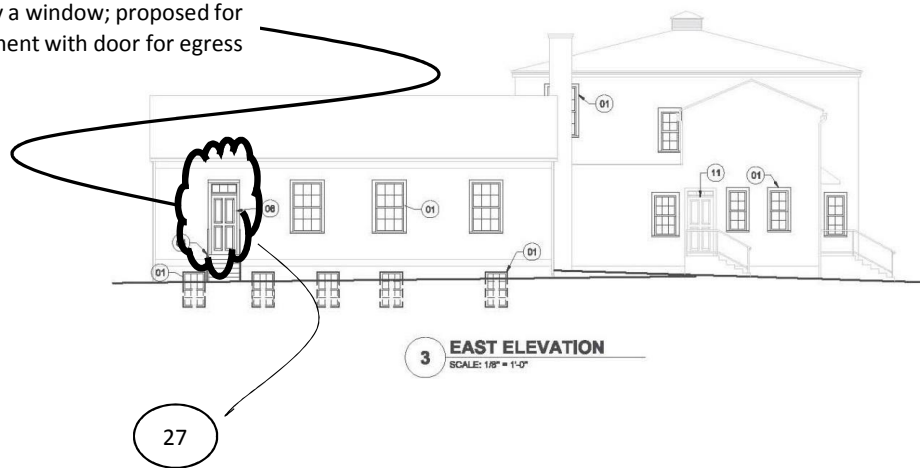 a window; proposed for
ment with door for egress
01
11
01
06
01
01
01
3 EAST ELEVATION
SCALE: 1/8" = 1'-0"
27